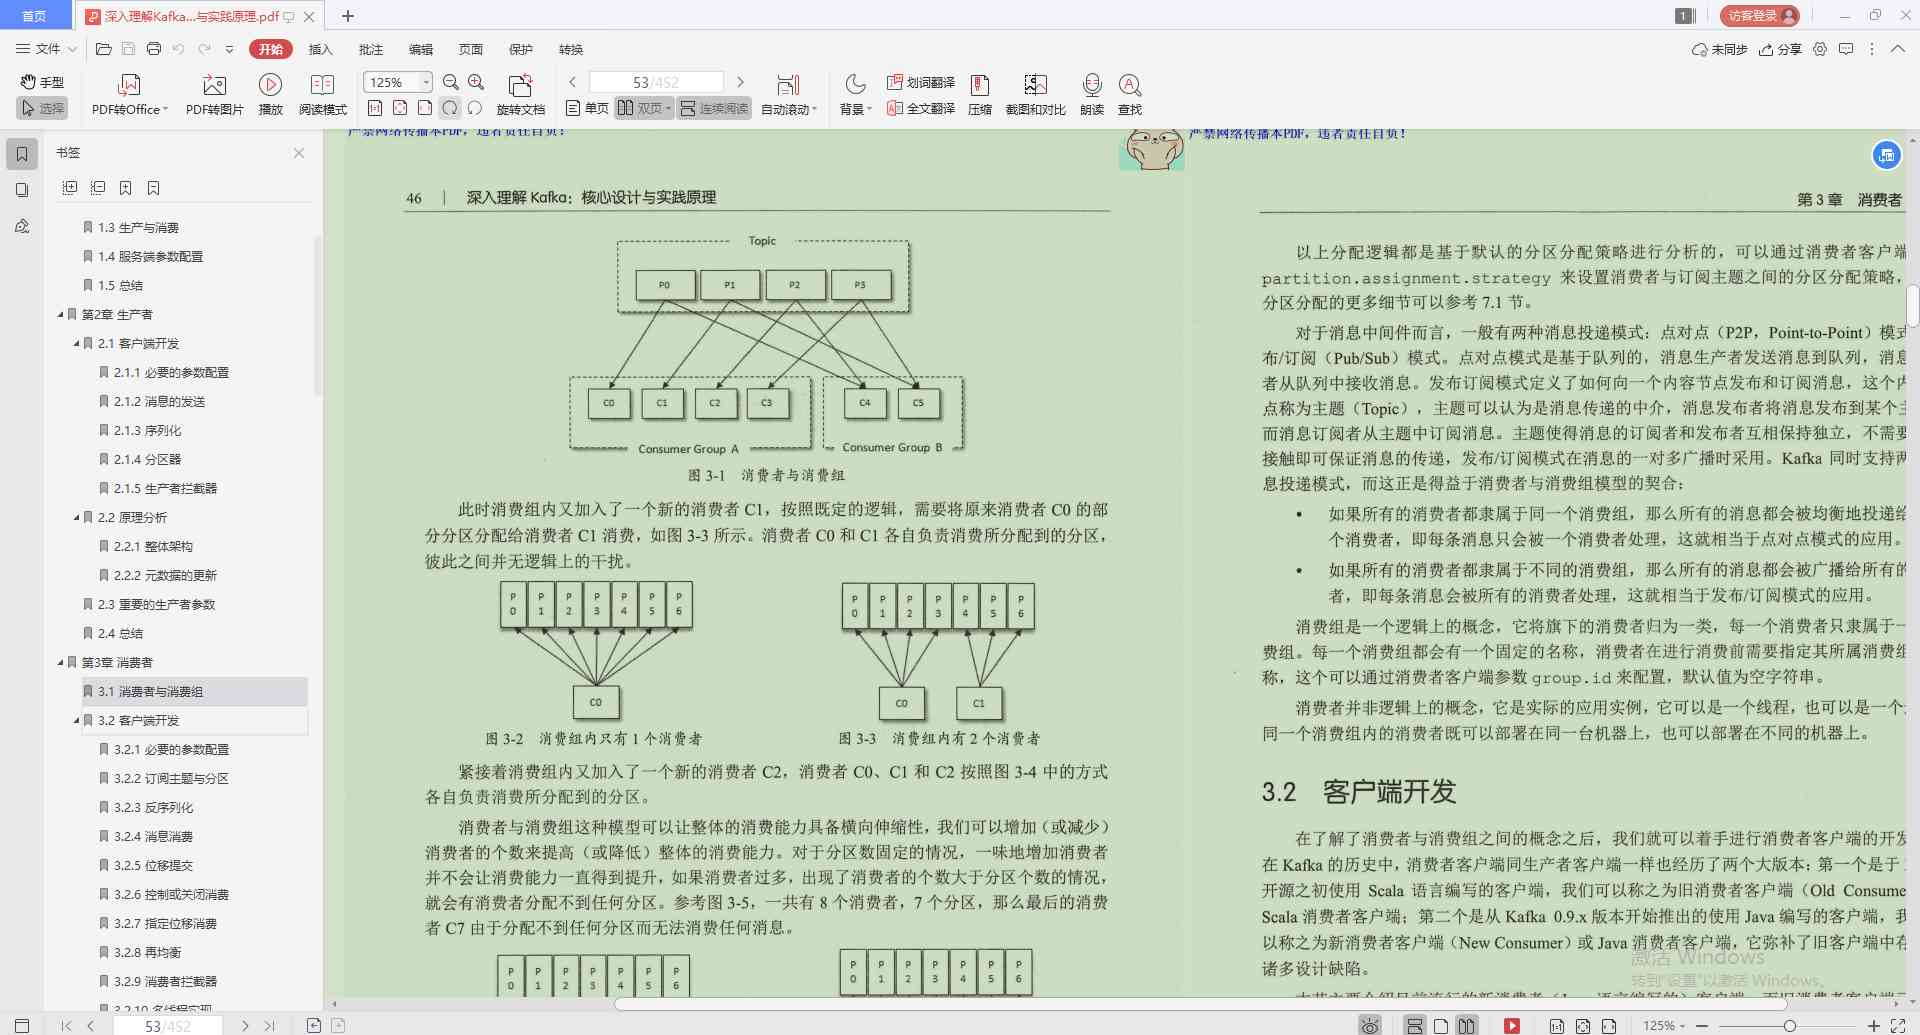 首页
深入理解Kafka...与实践原理.pdf
1
访客登录
文件
开始
插入
批注
编辑
页面
保护
转换
未同步
分享
手型
选择
PDF转Office
PDF转图片
播放
阅读模式
125%
旋转文档
53/452
单页
双页
连续阅读
自动滚动
背景
划词翻译
全文翻译
压缩
截图和对比
朗读
查找
书签
1.3 生产与消费
1.4 服务端参数配置
1.5 总结
第2章 生产者
2.1 客户端开发
2.1.1 必要的参数配置
2.1.2 消息的发送
2.1.3 序列化
2.1.4 分区器
2.1.5 生产者拦截器
2.2 原理分析
2.2.1 整体架构
2.2.2 元数据的更新
2.3 重要的生产者参数
2.4 总结
第3章 消费者
3.1 消费者与消费组
3.2 客户端开发
3.2.1 必要的参数配置
3.2.2 订阅主题与分区
3.2.3 反序列化
3.2.4 消息消费
3.2.5 位移提交
3.2.6 控制或关闭消费
3.2.7 指定位移消费
3.2.8 再均衡
3.2.9 消费者拦截器
3.2.10 多线程实现
严禁网络传播本PDF，违者责任自负！
46 | 深入理解 Kafka：核心设计与实践原理
Topic
P0 P1 P2 P3
C0 C1 C2 C3 C4 C5
Consumer Group A
Consumer Group B
图 3-1 消费者与消费组
此时消费组内又加入了一个新的消费者 C1，按照既定的逻辑，需要将原来消费者 C0 的部
分分区分配给消费者 C1 消费，如图 3-3 所示。消费者 C0 和 C1 各自负责消费所分配到的分区，
彼此之间并无逻辑上的干扰。
P0 P1 P2 P3 P4 P5 P6
C0
图 3-2 消费组内只有 1 个消费者
P0 P1 P2 P3 P4 P5 P6
C0 C1
图 3-3 消费组内有 2 个消费者
紧接着消费组内又加入了一个新的消费者 C2，消费者 C0、C1 和 C2 按照图 3-4 中的方式
各自负责消费所分配到的分区。
消费者与消费组这种模型可以让整体的消费能力具备横向伸缩性，我们可以增加（或减少）
消费者的个数来提高（或降低）整体的消费能力。对于分区数固定的情况，一味地增加消费者
并不会让消费能力一直得到提升，如果消费者过多，出现了消费者的个数大于分区个数的情况，
就会有消费者分配不到任何分区。参考图 3-5，一共有 8 个消费者，7 个分区，那么最后的消费
者 C7 由于分配不到任何分区而无法消费任何消息。
P0 P1 P2 P3 P4 P5 P6
P0 P1 P2 P3 P4 P5 P6
严禁网络传播本PDF，违者责任自负！
第 3 章 消费者
以上分配逻辑都是基于默认的分区分配策略进行分析的，可以通过消费者客户端
partition.assignment.strategy 来设置消费者与订阅主题之间的分区分配策略，
分区分配的更多细节可以参考 7.1 节。
对于消息中间件而言，一般有两种消息投递模式：点对点（P2P，Point-to-Point）模式
布/订阅（Pub/Sub）模式。点对点模式是基于队列的，消息生产者发送消息到队列，消息
者从队列中接收消息。发布订阅模式定义了如何向一个内容节点发布和订阅消息，这个内
点称为主题（Topic），主题可以认为是消息传递的中介，消息发布者将消息发布到某个主
而消息订阅者从主题中订阅消息。主题使得消息的订阅者和发布者互相保持独立，不需要
接触即可保证消息的传递，发布/订阅模式在消息的一对多广播时采用。Kafka 同时支持两
息投递模式，而这正是得益于消费者与消费组模型的契合：
• 如果所有的消费者都隶属于同一个消费组，那么所有的消息都会被均衡地投递给
个消费者，即每条消息只会被一个消费者处理，这就相当于点对点模式的应用。
• 如果所有的消费者都隶属于不同的消费组，那么所有的消息都会被广播给所有的
者，即每条消息会被所有的消费者处理，这就相当于发布/订阅模式的应用。
消费组是一个逻辑上的概念，它将旗下的消费者归为一类，每一个消费者只隶属于一
费组。每一个消费组都会有一个固定的名称，消费者在进行消费前需要指定其所属消费组
称，这个可以通过消费者客户端参数 group.id 来配置，默认值为空字符串。
消费者并非逻辑上的概念，它是实际的应用实例，它可以是一个线程，也可以是一个
同一个消费组内的消费者既可以部署在同一台机器上，也可以部署在不同的机器上。
3.2 客户端开发
在了解了消费者与消费组之间的概念之后，我们就可以着手进行消费者客户端的开发
在 Kafka 的历史中，消费者客户端同生产者客户端一样也经历了两个大版本：第一个是于
开源之初使用 Scala 语言编写的客户端，我们可以称之为旧消费者客户端（Old Consume
Scala 消费者客户端；第二个是从 Kafka 0.9.x 版本开始推出的使用 Java 编写的客户端，我
以称之为新消费者客户端（New Consumer）或 Java 消费者客户端，它弥补了旧客户端中存
诸多设计缺陷。
激活 Windows
转到"设置"以激活 Windows。
53/452
125%